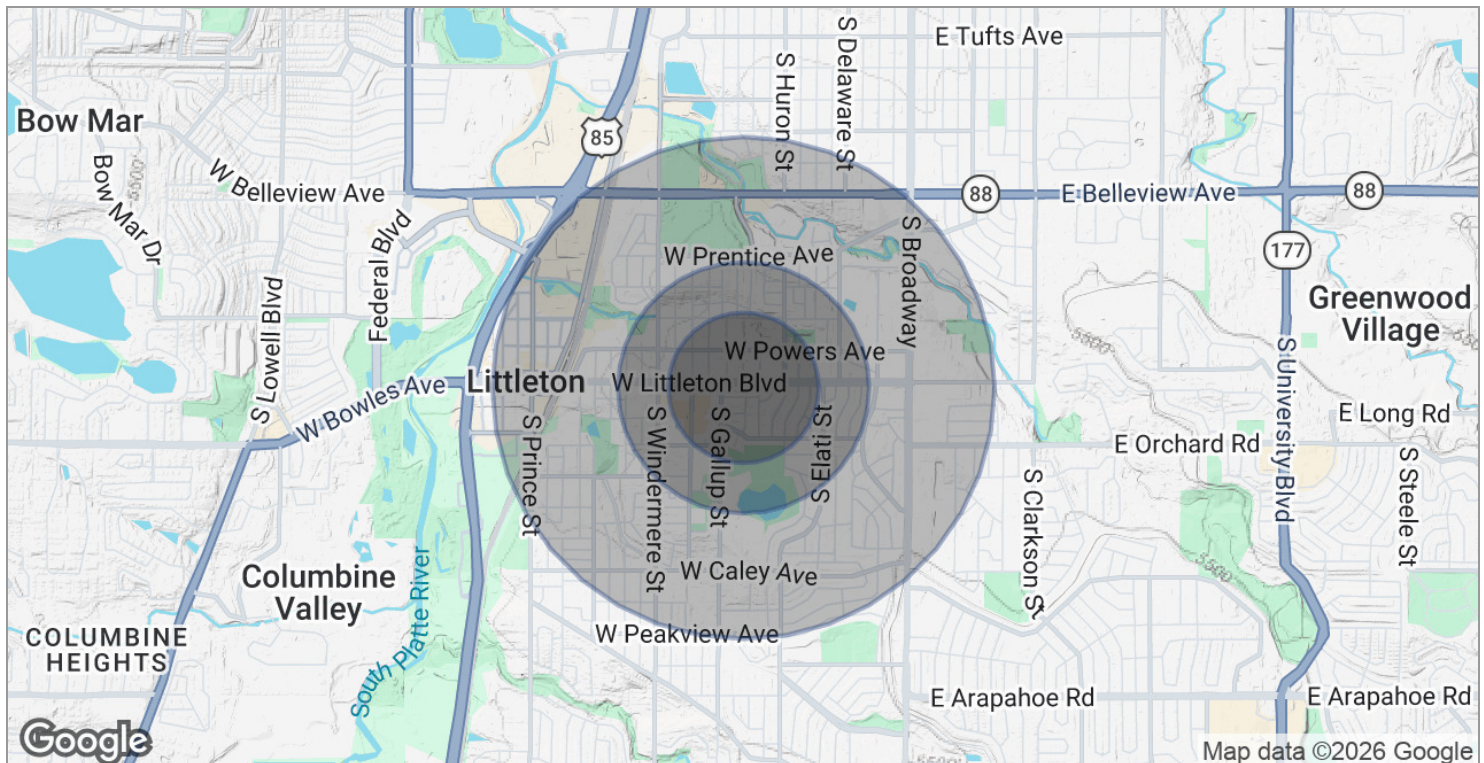 E Tufts Ave
S Delaware St
S Huron St
Bow Mar
85
W Belleview Ave
Bow Mar Dr
88
E Belleview Ave
88
Federal Blvd
S Broadway
177
W Prentice Ave
S Lowell Blvd
Greenwood
Village
W Powers Ave
Littleton
W Littleton Blvd
W Bowles Ave
S University Blvd
E Long Rd
E Orchard Rd
S Prince St
S Windermere St
S Gallup St
S Elati St
S Clarkson St
S Steele St
5500
5500
Columbine
Valley
W Caley Ave
South Platte River
COLUMBINE
HEIGHTS
W Peakview Ave
E Arapahoe Rd
E Arapahoe Rd
Google
Map data ©2026 Google